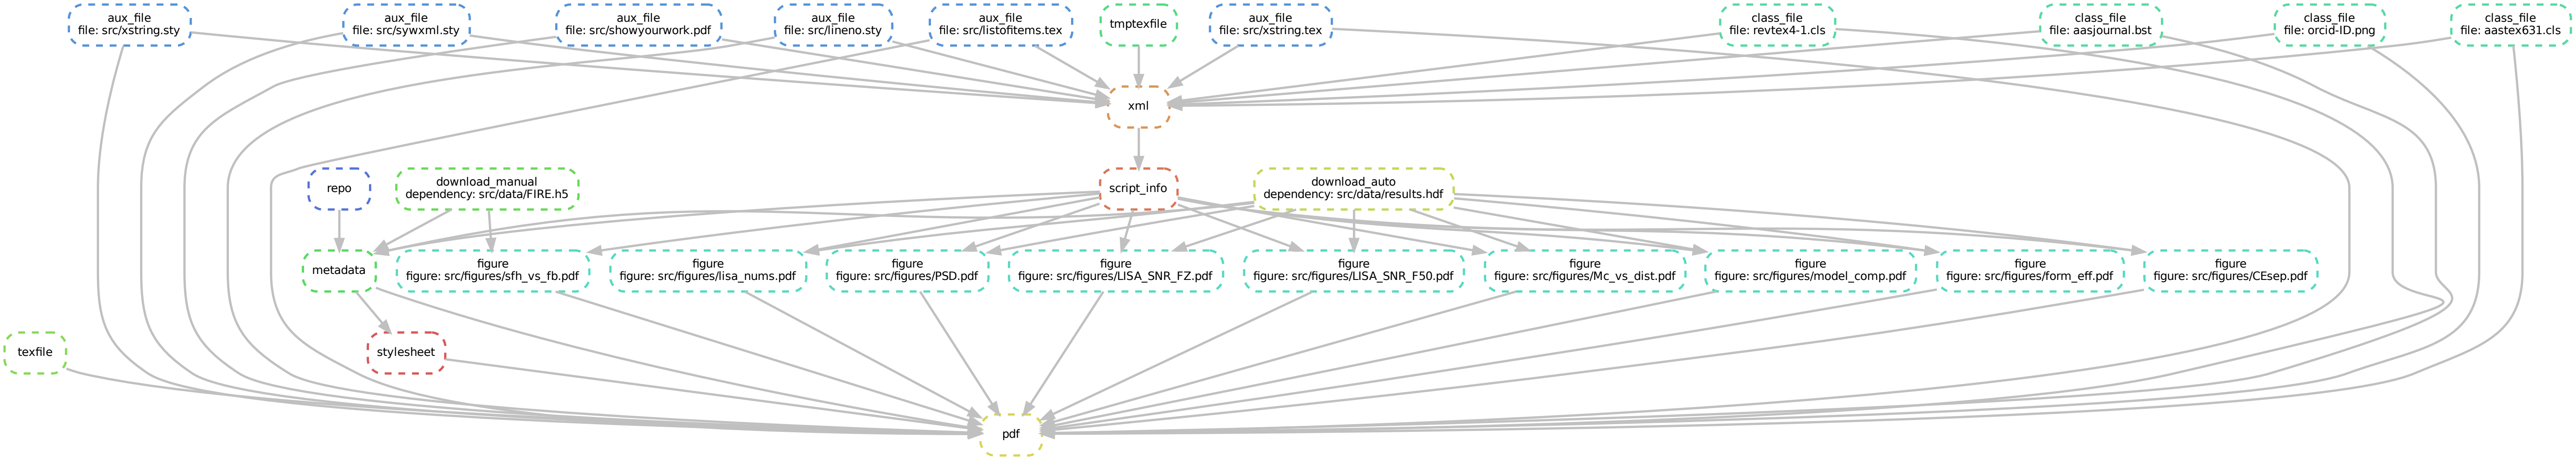 aux_file
file: src/xstring.sty
aux_file
file: src/sywxml.sty
aux_file
file: src/showyourwork.pdf
aux_file
file: src/lineno.sty
aux_file
file: src/listofitems.tex
tmptexfile
aux_file
file: src/xstring.tex
class_file
file: revtex4-1.cls
class_file
file: aasjournal.bst
class_file
file: orcid-ID.png
class_file
file: aastex631.cls
xml
repo
download_manual
dependency: src/data/FIRE.h5
script_info
download_auto
dependency: src/data/results.hdf
metadata
figure
figure: src/figures/sfh_vs_fb.pdf
figure
figure: src/figures/lisa_nums.pdf
figure
figure: src/figures/PSD.pdf
figure
figure: src/figures/LISA_SNR_FZ.pdf
figure
figure: src/figures/LISA_SNR_F50.pdf
figure
figure: src/figures/Mc_vs_dist.pdf
figure
figure: src/figures/model_comp.pdf
figure
figure: src/figures/form_eff.pdf
figure
figure: src/figures/CEsep.pdf
texfile
stylesheet
pdf